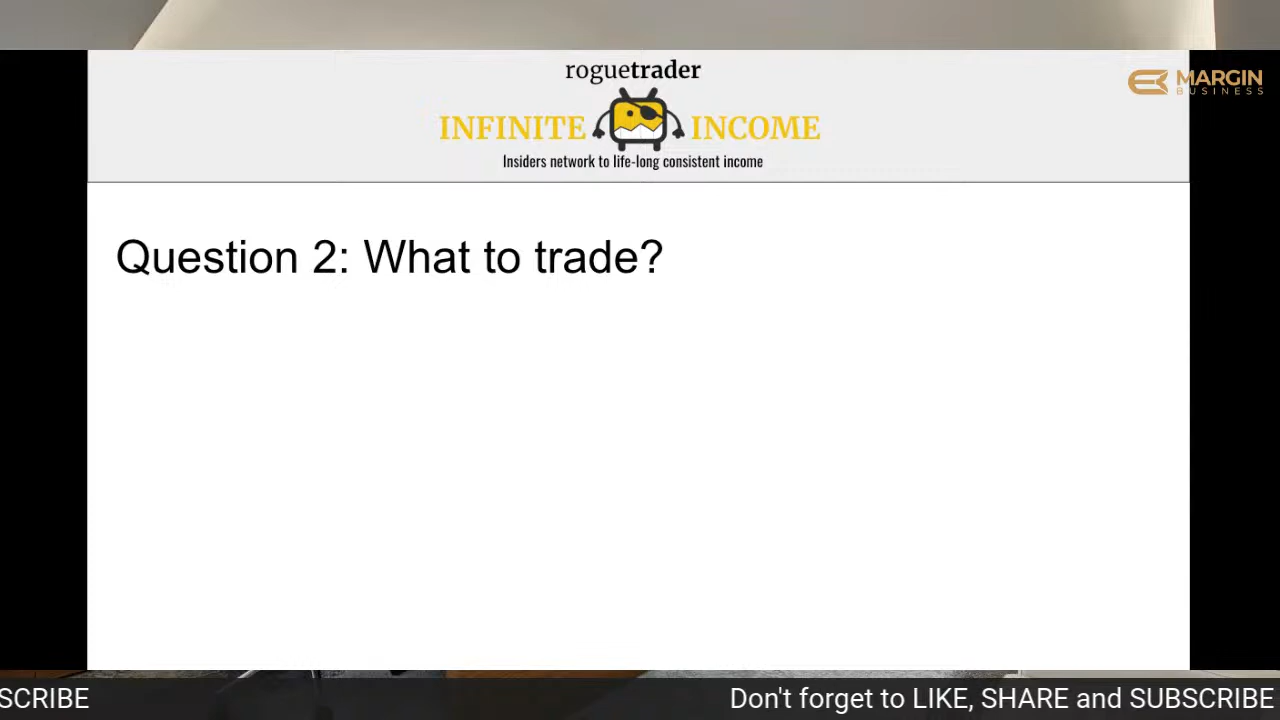 roguetrader
MARGIN
BUSINESS
INFINITE INCOME
Insiders network to life-long consistent income
Question 2: What to trade?
SCRIBE Don't forget to LIKE, SHARE and SUBSCRIBE